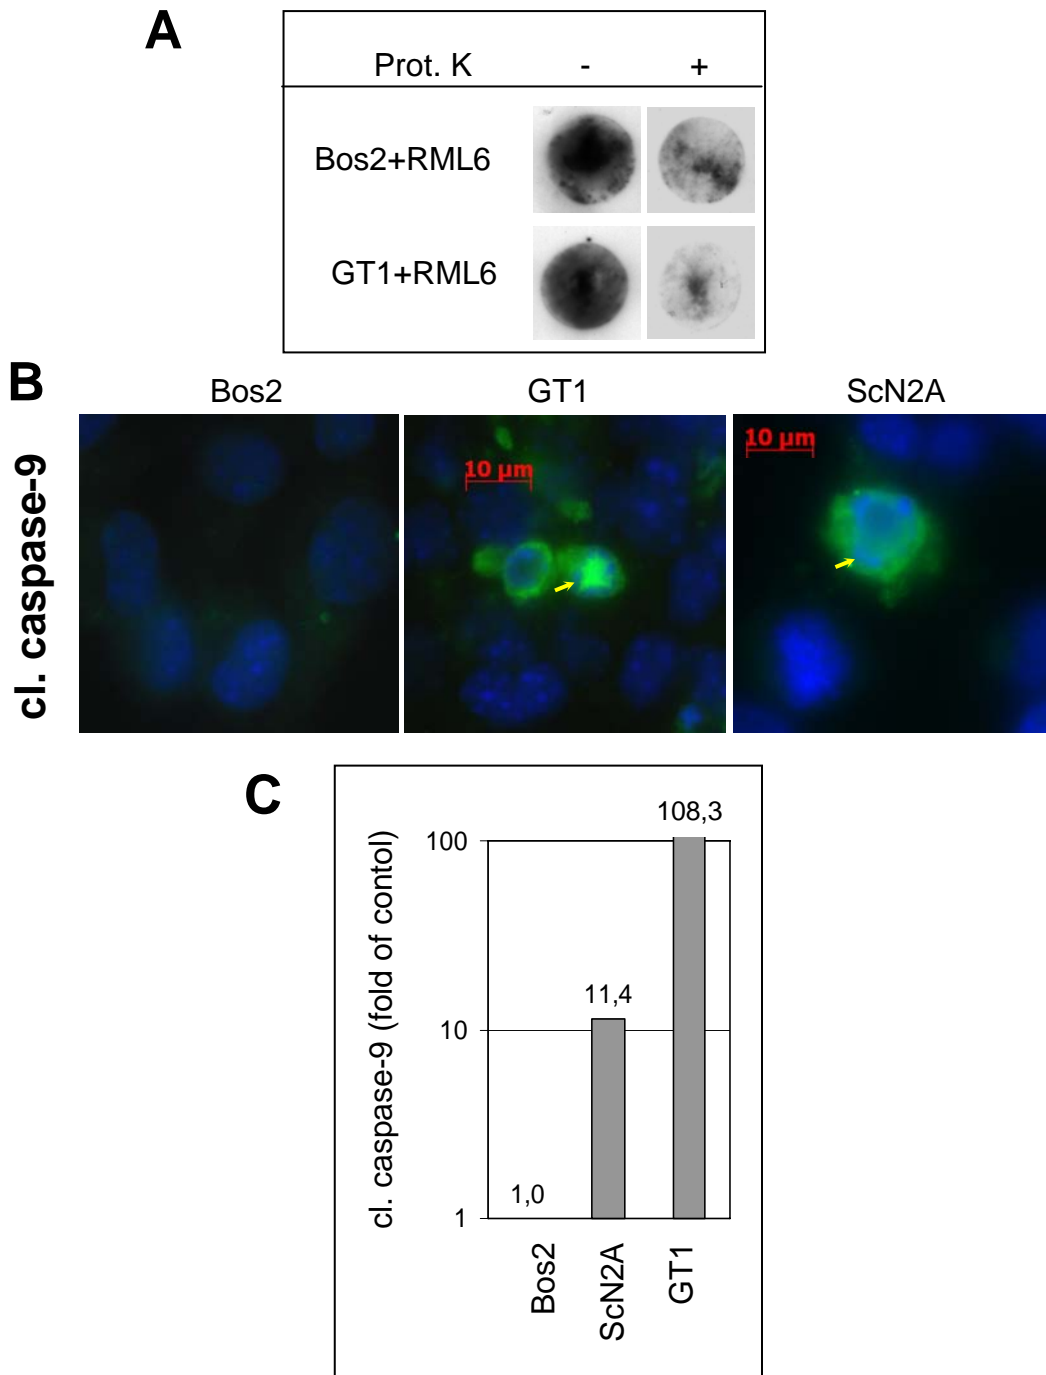 A
Prot. K - +
Bos2+RML6
GT1+RML6
B
Bos2 GT1 ScN2A
cl. caspase-9
10 µm
10 µm
C
cl. caspase-9 (fold of contol)
108,3
100
11,4
10
1,0
1
Bos2
ScN2A
GT1